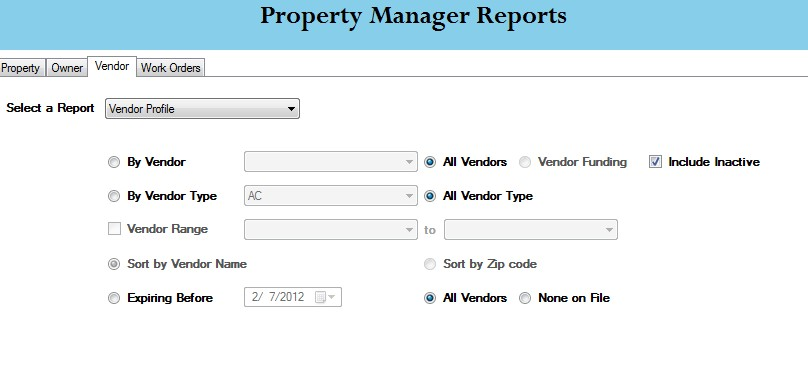 Property Manager Reports
Property Owner Vendor Work Orders
Select a Report Vendor Profile
By Vendor All Vendors Vendor Funding Include Inactive
By Vendor Type AC All Vendor Type
Vendor Range to
Sort by Vendor Name Sort by Zip code
Expiring Before 2/ 7/2012 All Vendors None on File